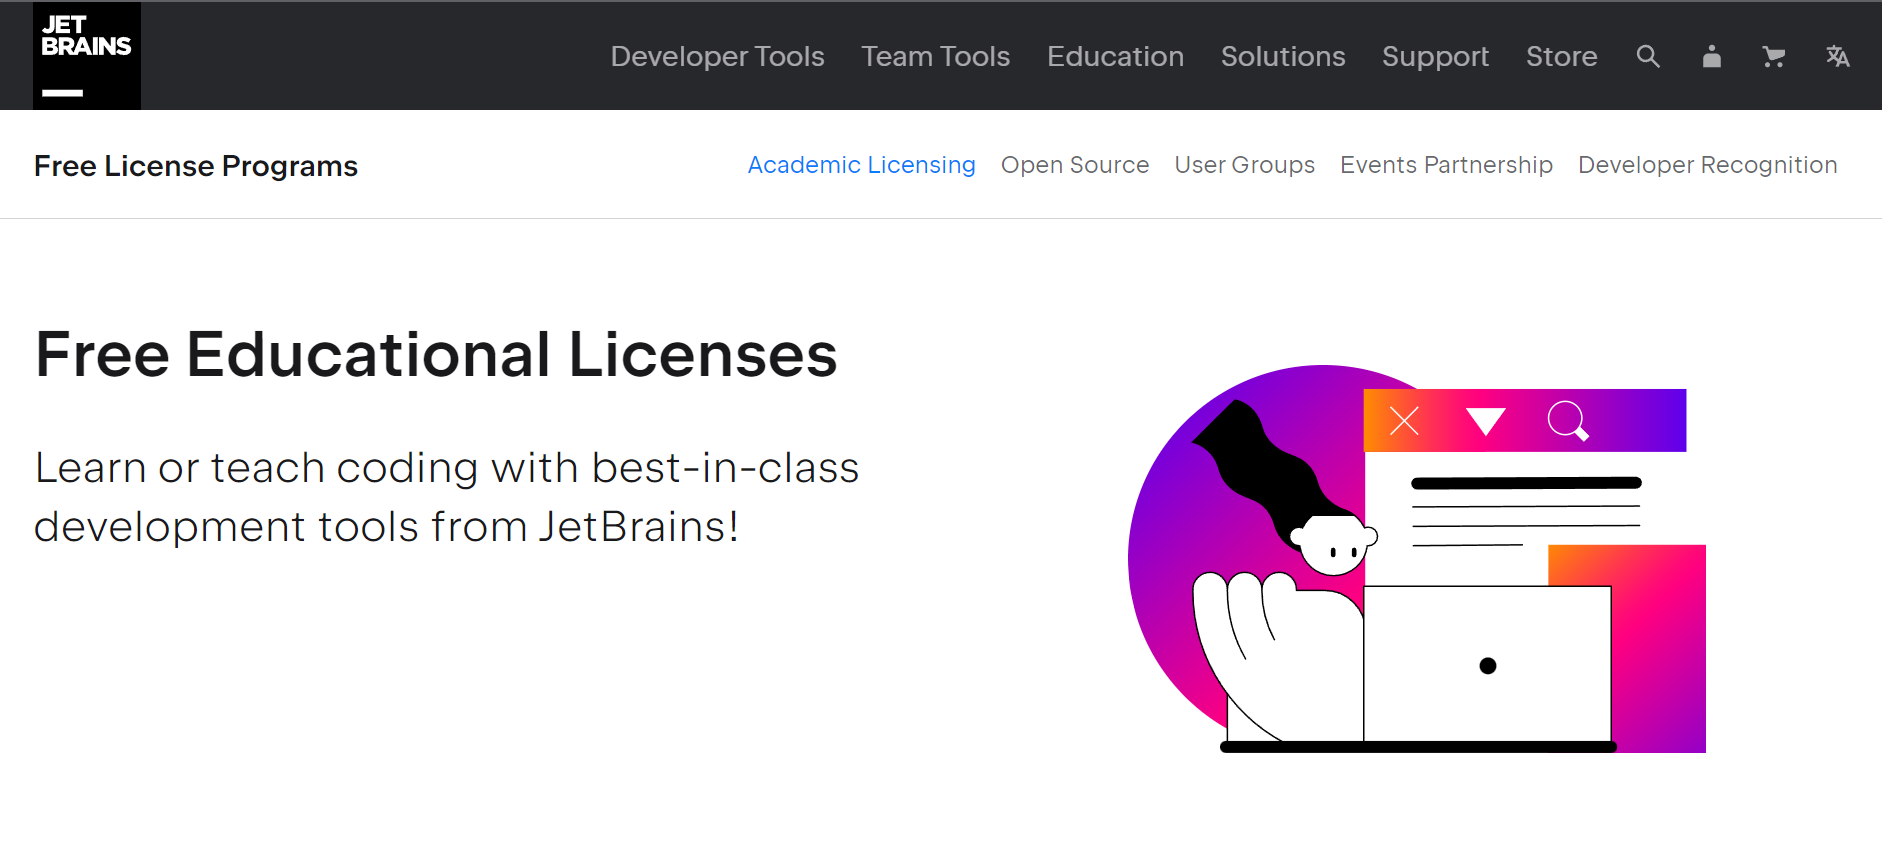 JET
BRAINS
Developer Tools Team Tools Education Solutions Support Store
Free License Programs
Academic Licensing Open Source User Groups Events Partnership Developer Recognition
Free Educational Licenses
Learn or teach coding with best-in-class
development tools from JetBrains!